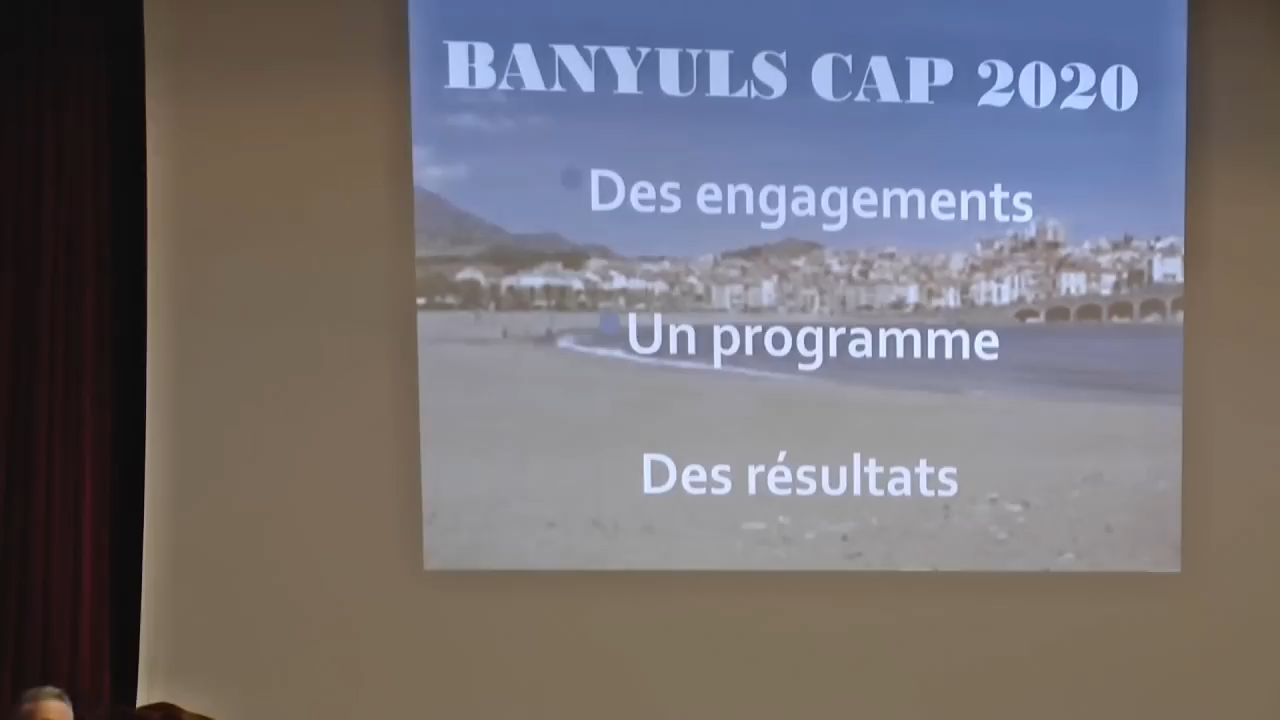 BANYULS CAP 2020
Des engagements
Un programme
Des résultats